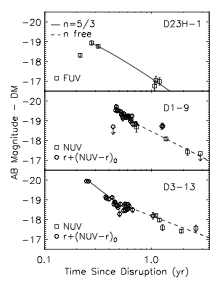 -20
n=5/3
n free
D23H-1
-19
-18
-17
FUV
-20
D1-9
-19
-18
-17
NUV
r+(NUV-r)₀
AB Magnitude - DM
-20
D3-13
-19
-18
-17
NUV
r+(NUV-r)₀
0.1 1.0
Time Since Disruption (yr)